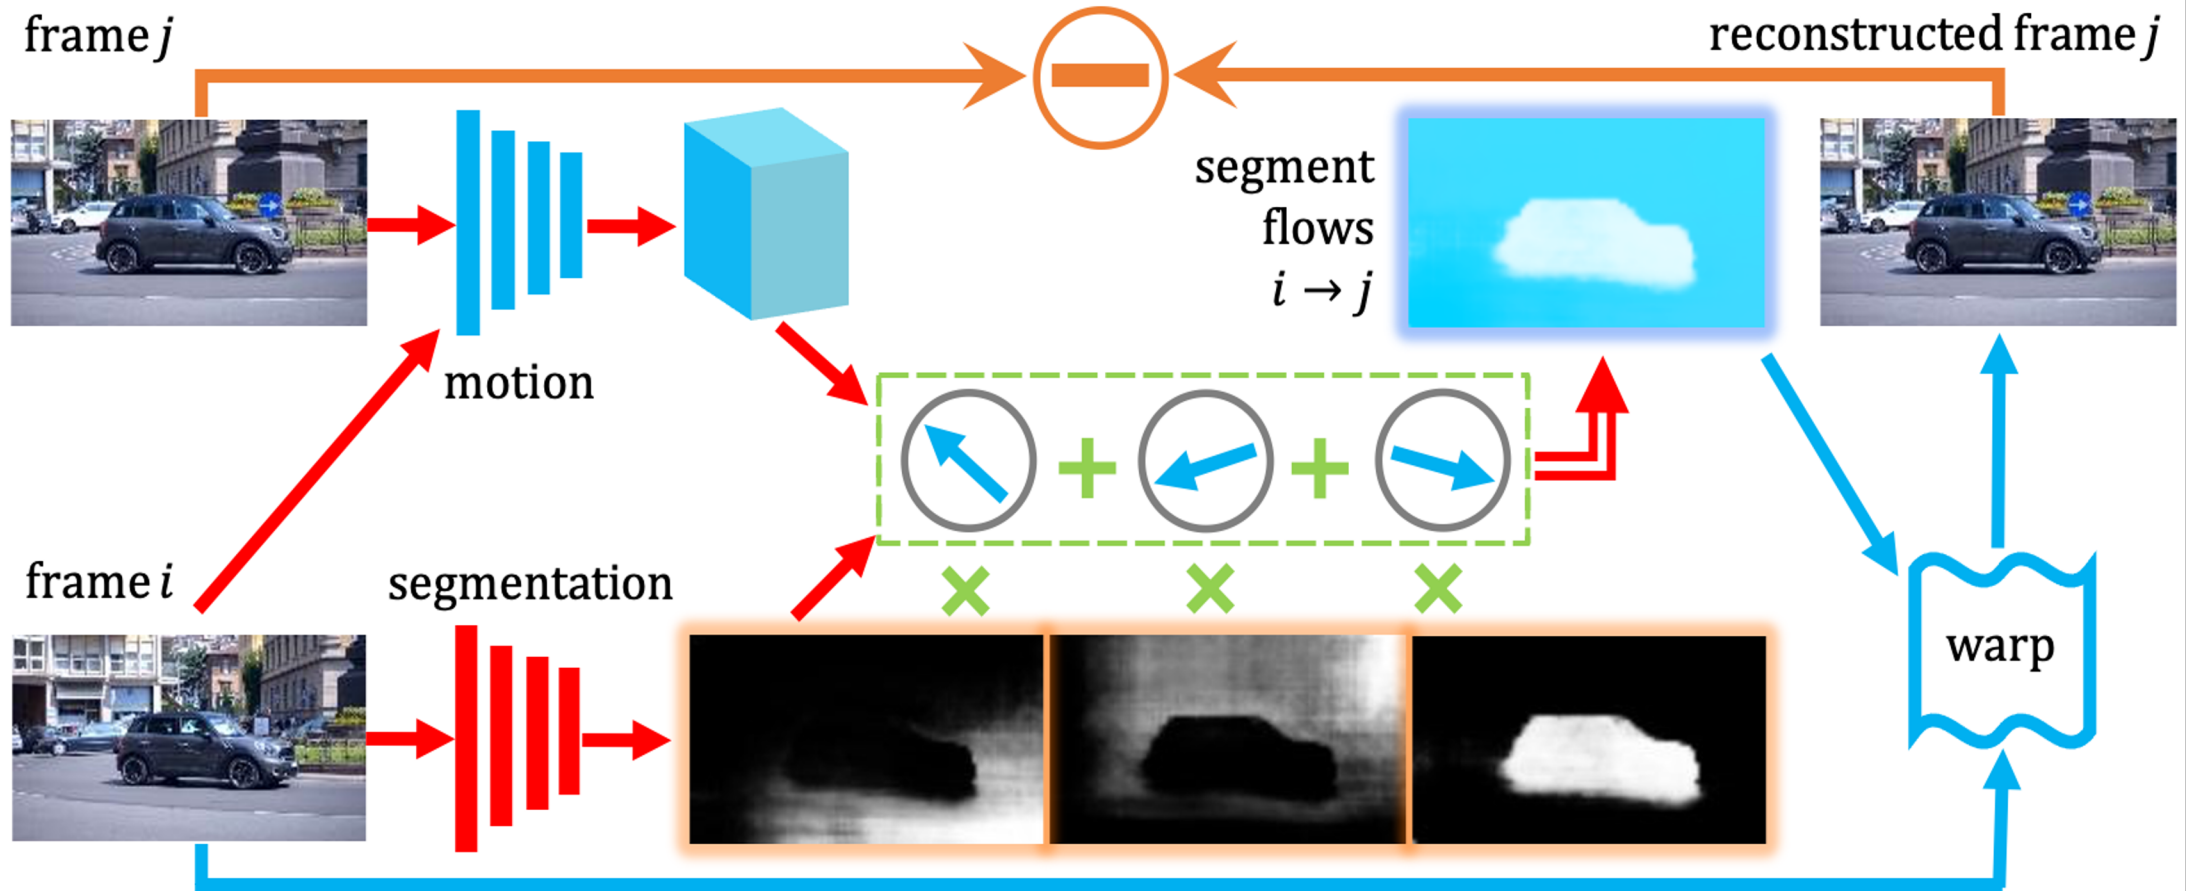 frame j
reconstructed frame j
segment
flows
i → j
motion
frame i
segmentation
warp